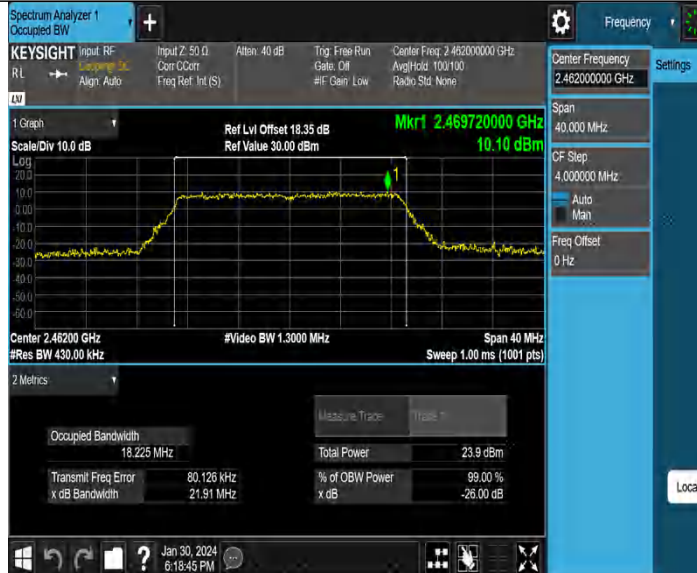 Spectrum Analyzer 1
Occupied BW
+
Frequency
KEYSIGHT
RL
Input: RF
Coupling: DC
Align: Auto
Input Z: 50 Ω
Corr CCorr
Freq Ref: Int (S)
Atten: 40 dB
Trig: Free Run
Gate: Off
#IF Gain: Low
Center Freq: 2.462000000 GHz
Avg|Hold: 100/100
Radio Std: None
1 Graph
Scale/Div 10.0 dB
Ref Lvl Offset 18.35 dB
Ref Value 30.00 dBm
Mkr1 2.469720000 GHz
10.10 dBm
Log
20.0
10.0
0.00
-10.0
-20.0
-30.0
-40.0
-50.0
-60.0
1
Center 2.46200 GHz
#Res BW 430.00 kHz
#Video BW 1.3000 MHz
Span 40 MHz
Sweep 1.00 ms (1001 pts)
2 Metrics
Measure Trace
Trace 1
Occupied Bandwidth
18.225 MHz
Total Power
23.9 dBm
Transmit Freq Error
80.126 kHz
% of OBW Power
99.00 %
x dB Bandwidth
21.91 MHz
x dB
-26.00 dB
Center Frequency
2.462000000 GHz
Settings
Span
40.000 MHz
CF Step
4.000000 MHz
Auto
Man
Freq Offset
0 Hz
Loca
?
Jan 30, 2024
6:18:45 PM